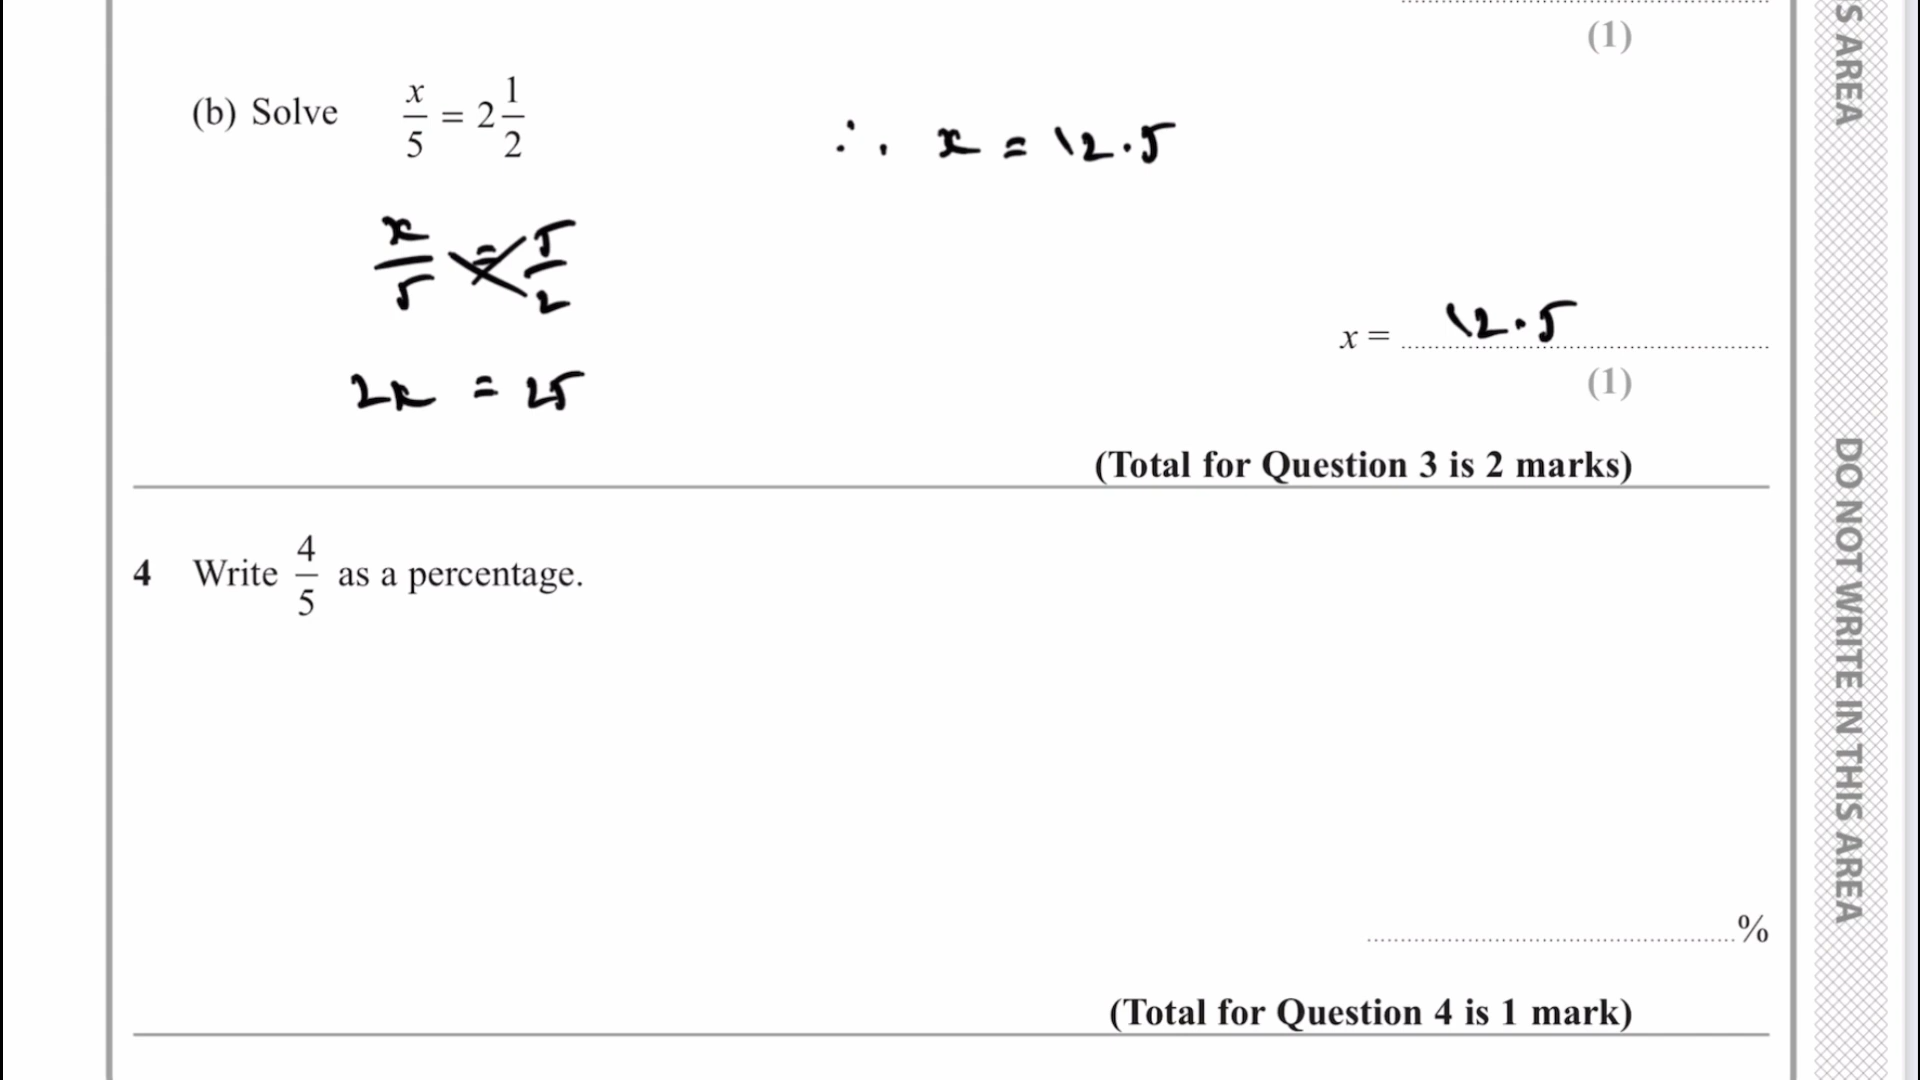 (1)
(b) Solve x/5 = 2 1/2
∴ x = 12.5
x/5 = 5/2
2x = 25
x = 12.5
(1)
(Total for Question 3 is 2 marks)
4 Write 4/5 as a percentage.
%
(Total for Question 4 is 1 mark)
S AREA
DO NOT WRITE IN THIS AREA